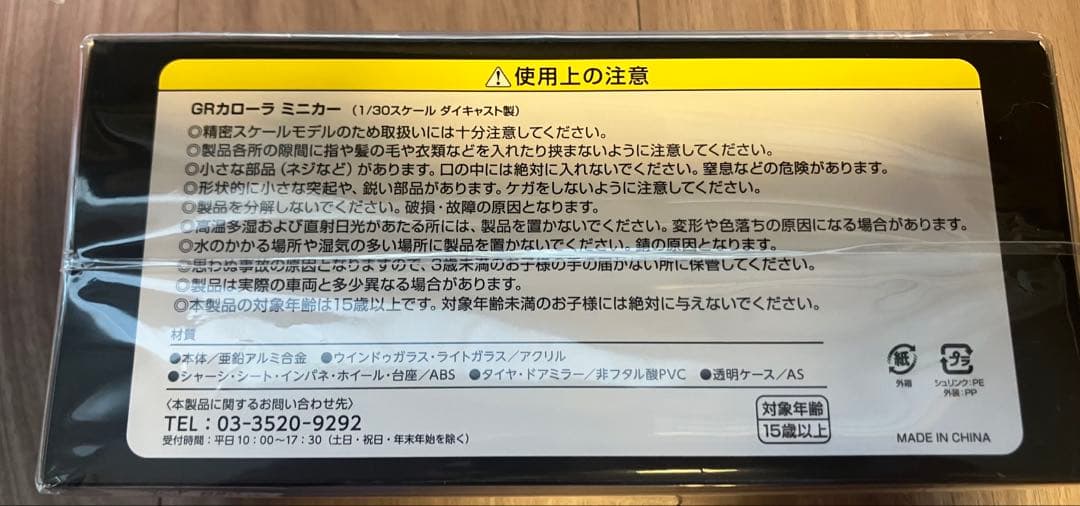 ⚠使用上の注意
GRカローラ ミニカー (1/30スケール ダイキャスト製)
◎精密スケールモデルのため取扱いには十分注意してください。
◎製品各所の隙間に指や髪の毛や衣類などを入れたり挟まないように注意してください。
◎小さな部品(ネジなど)があります。口の中には絶対に入れないでください。窒息などの危険があります。
◎形状的に小さな突起や、鋭い部品があります。ケガをしないように注意してください。
◎製品を分解しないでください。破損・故障の原因となります。
◎高温多湿および直射日光があたる所には、製品を置かないでください。変形や色落ちの原因になる場合があります。
◎水のかかる場所や湿気の多い場所に製品を置かないでください。錆の原因となります。
◎思わぬ事故の原因となりますので、3歳未満のお子様の手の届かない所に保管してください。
◎製品は実際の車両と多少異なる場合があります。
◎本製品の対象年齢は15歳以上です。対象年齢未満のお子様には絶対に与えないでください。
材質
●本体/亜鉛アルミ合金 ●ウインドゥガラス・ライトガラス/アクリル
●シャーシ・シート・インパネ・ホイール・台座/ABS ●タイヤ・ドアミラー/非フタル酸PVC ●透明ケース/AS
紙
外箱
プラ
シュリンク:PE
外装:PP
〈本製品に関するお問い合わせ先〉
TEL:03-3520-9292
受付時間:平日10:00〜17:30(土日・祝日・年末年始を除く)
対象年齢
15歳以上
MADE IN CHINA